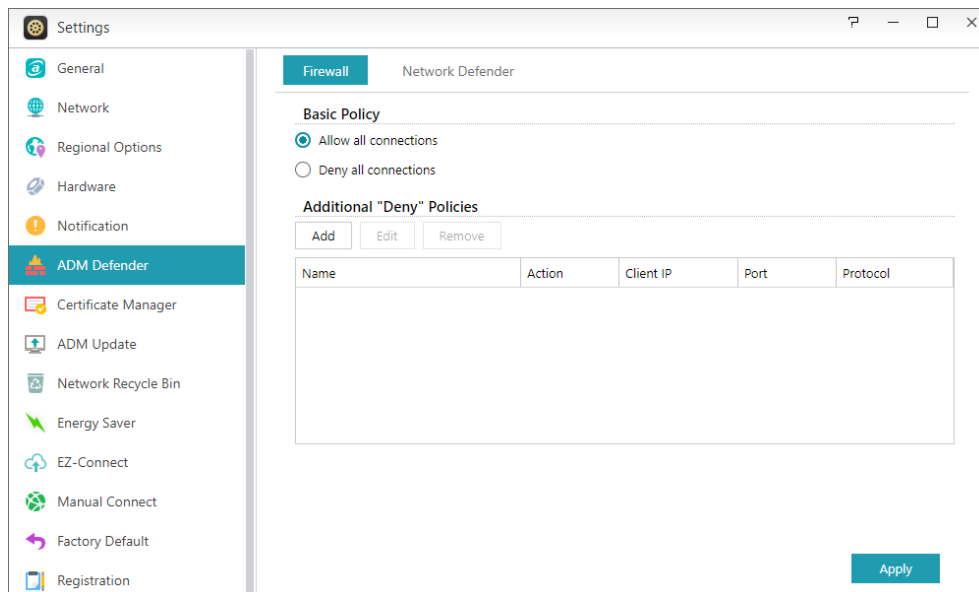 Settings
General
Network
Regional Options
Hardware
Notification
ADM Defender
Certificate Manager
ADM Update
Network Recycle Bin
Energy Saver
EZ-Connect
Manual Connect
Factory Default
Registration
Firewall Network Defender
Basic Policy
Allow all connections
Deny all connections
Additional "Deny" Policies
Add Edit Remove
Name Action Client IP Port Protocol
Apply